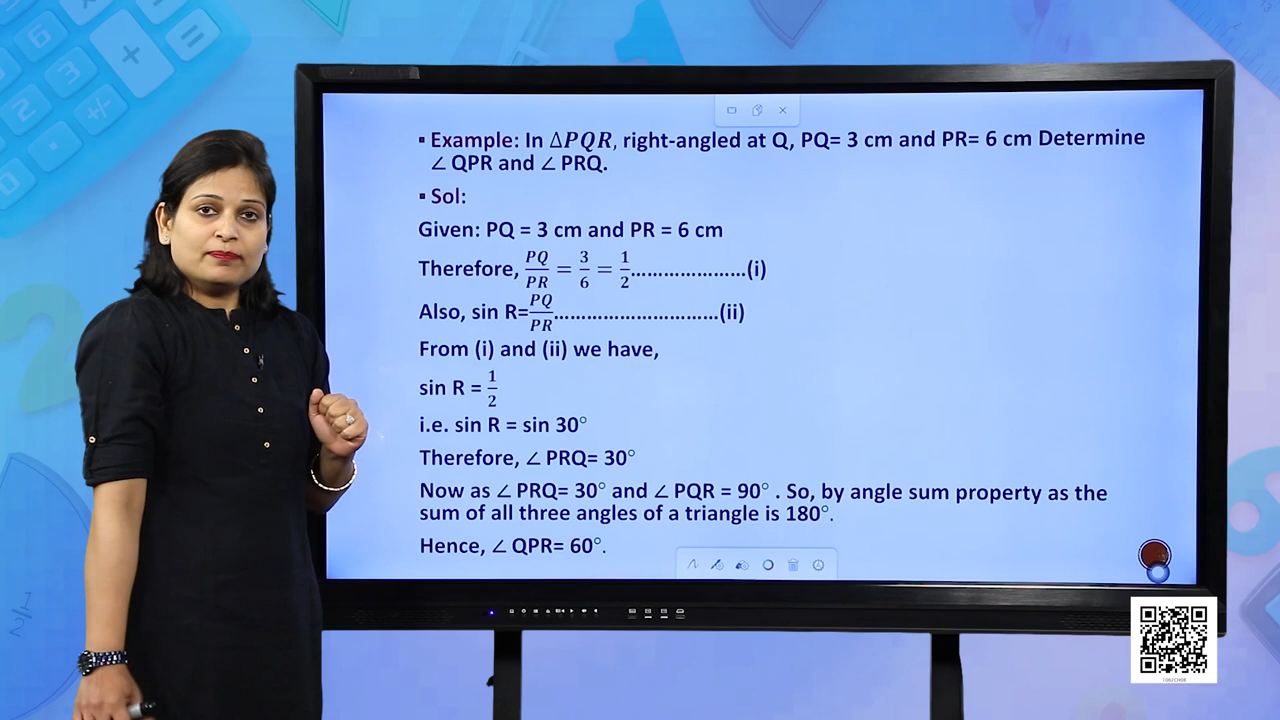 ▪ Example: In ΔPQR, right-angled at Q, PQ= 3 cm and PR= 6 cm Determine
∠ QPR and ∠ PRQ.
▪ Sol:
Given: PQ = 3 cm and PR = 6 cm
Therefore, PQ/PR = 3/6 = 1/2.....................(i)
Also, sin R=PQ/PR..............................(ii)
From (i) and (ii) we have,
sin R = 1/2
i.e. sin R = sin 30°
Therefore, ∠ PRQ= 30°
Now as ∠ PRQ= 30° and ∠ PQR = 90° . So, by angle sum property as the
sum of all three angles of a triangle is 180°.
Hence, ∠ QPR= 60°.